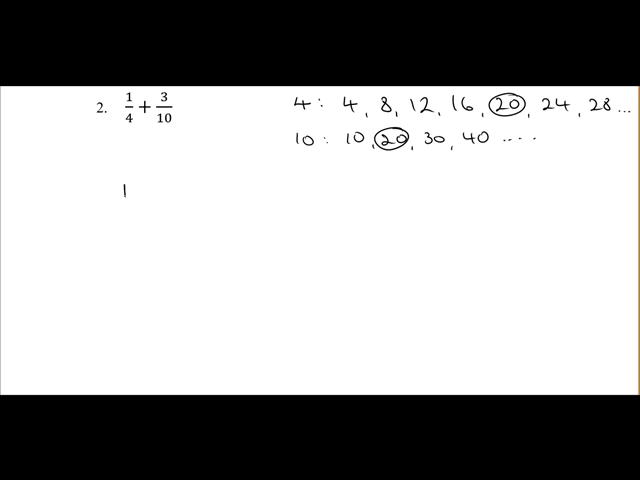 2. 1/4 + 3/10
4 : 4, 8, 12, 16, 20, 24, 28 ...
10 : 10, 20, 30, 40 .....
1